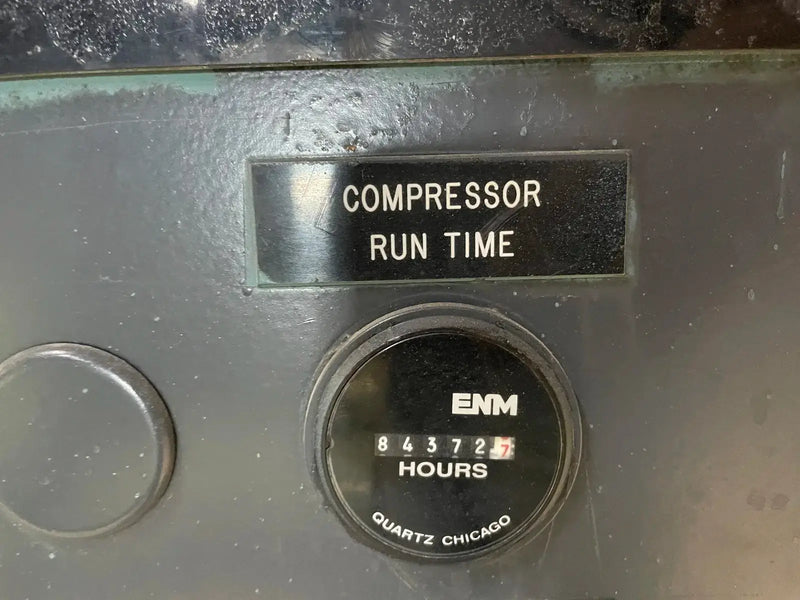 COMPRESSOR
RUN TIME
ENM
843727
HOURS
QUARTZ CHICAGO